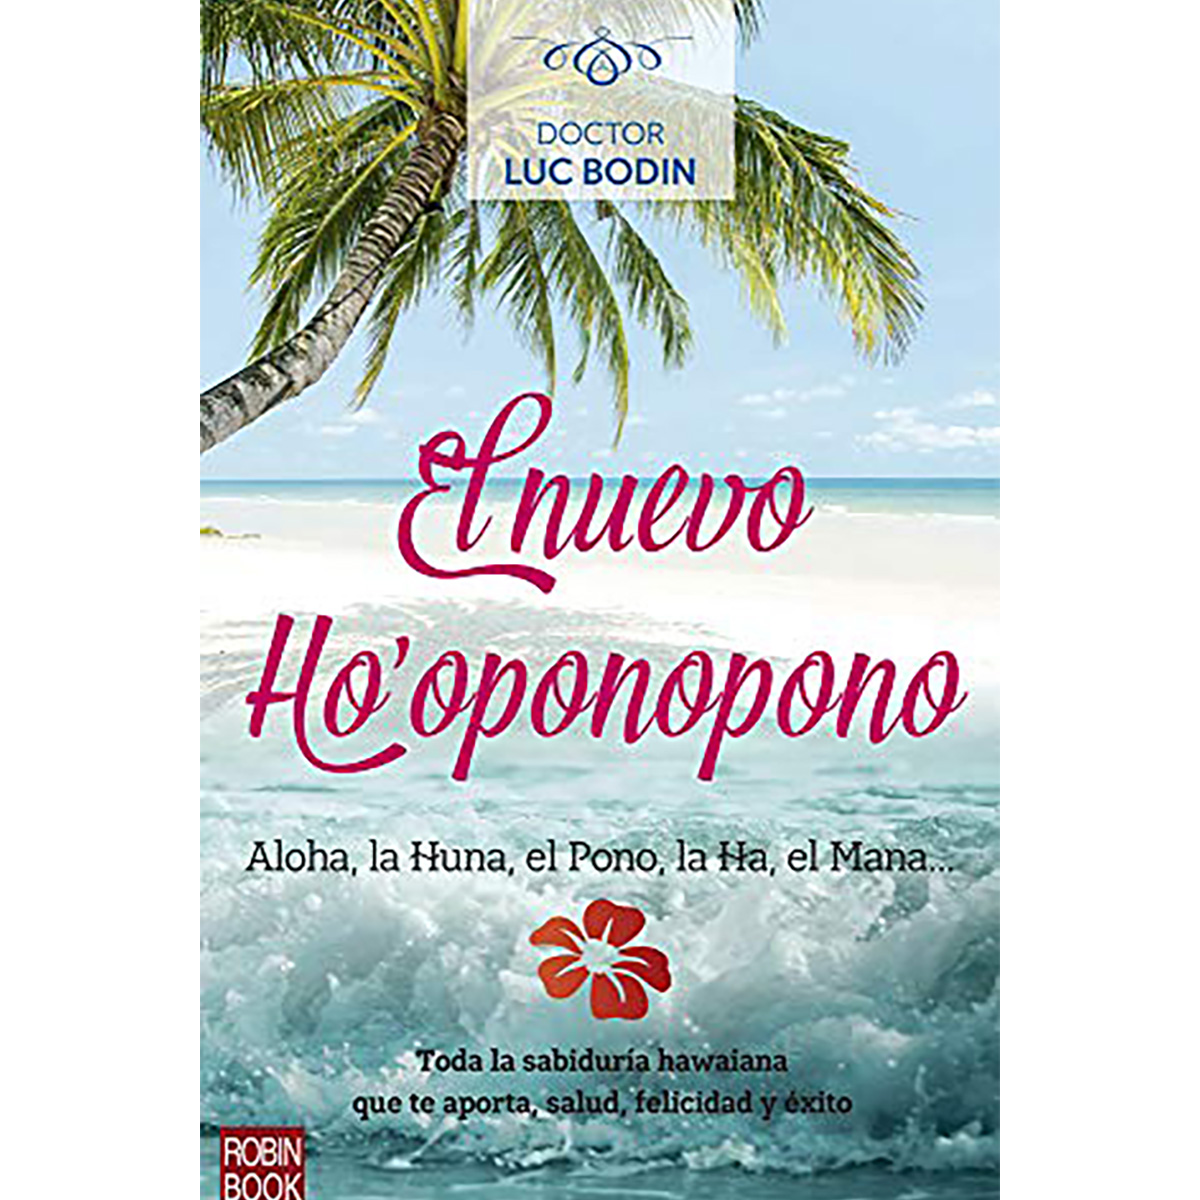 DOCTOR
LUC BODIN
El nuevo
Ho'oponopono
Aloha, la Huna, el Pono, la Ha, el Mana...
Toda la sabiduría hawaiana
que te aporta, salud, felicidad y éxito
ROBIN
BOOK